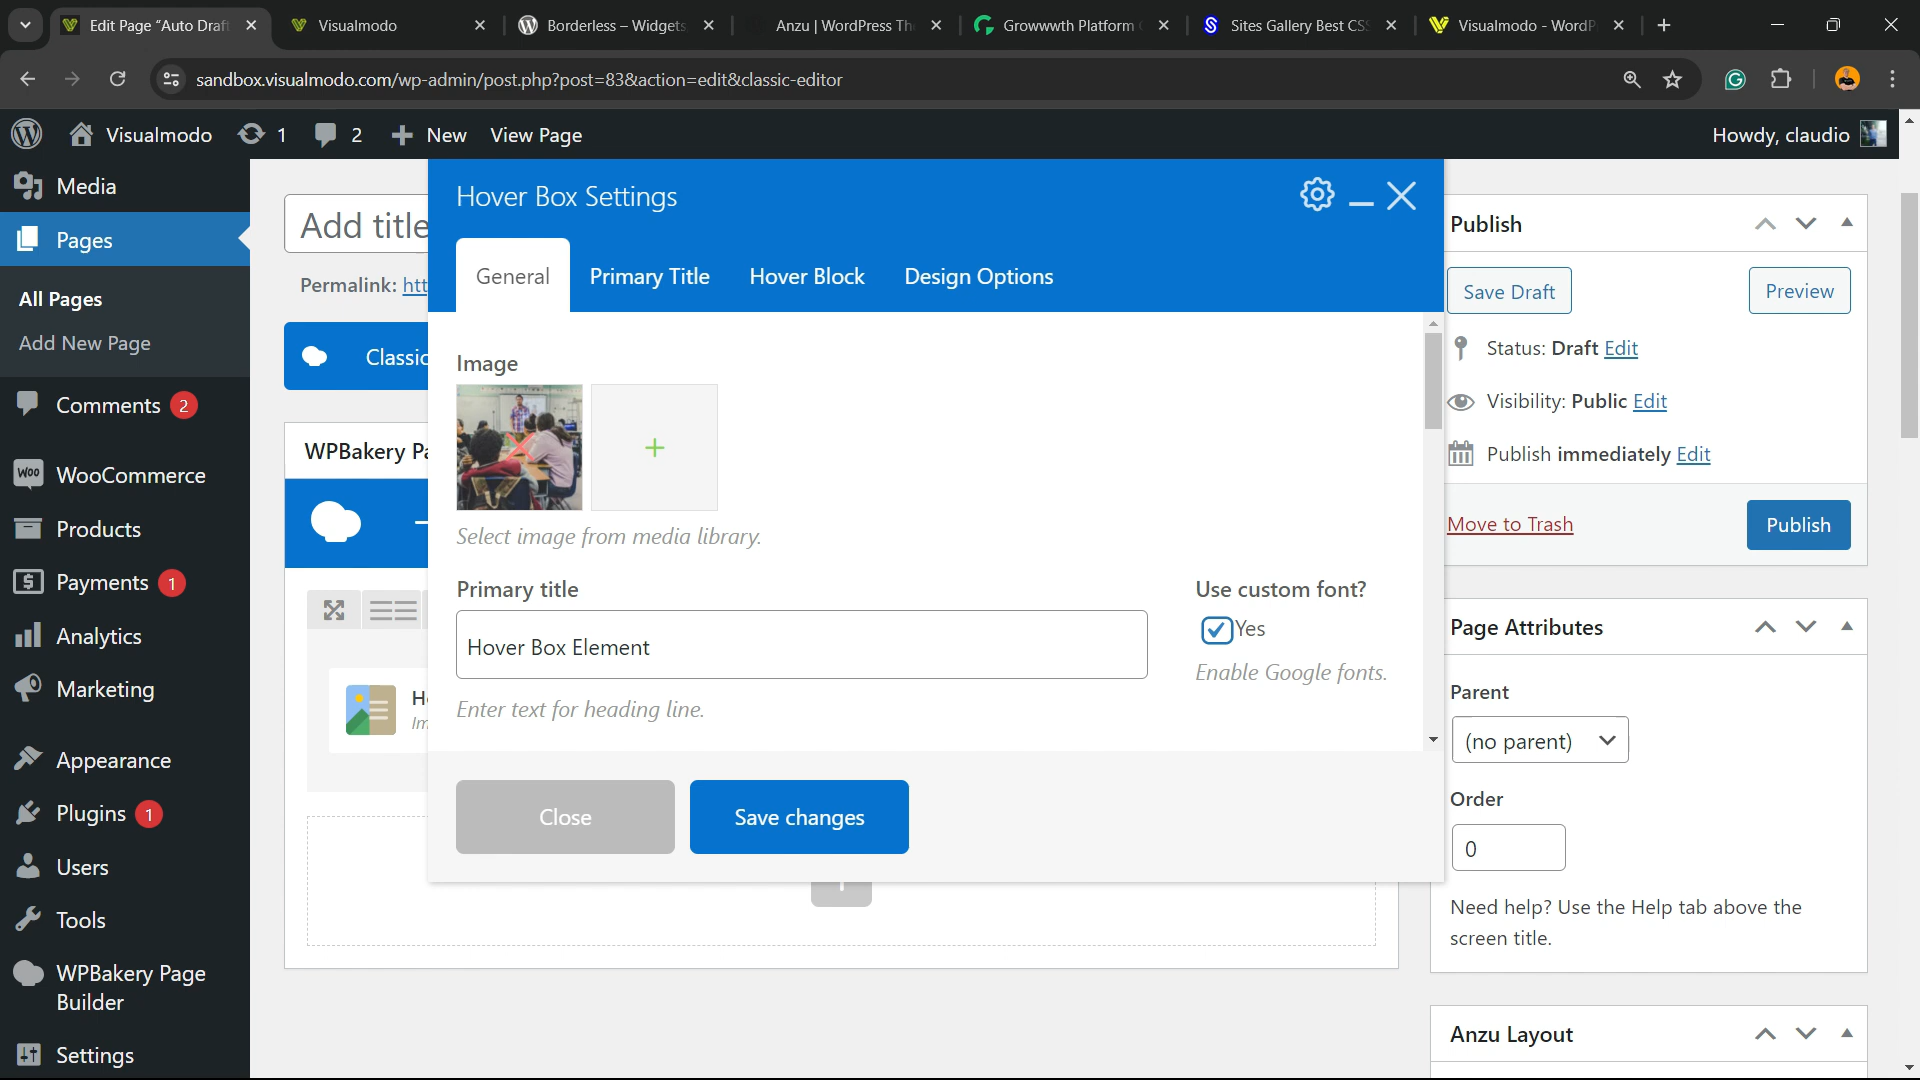 Edit Page "Auto Draf
Visualmodo
Borderless – Widgets
Anzu | WordPress Th
Growwwth Platform
Sites Gallery Best CSS
Visualmodo - WordP
sandbox.visualmodo.com/wp-admin/post.php?post=83&action=edit&classic-editor
Visualmodo
1
2
New
View Page
Howdy, claudio
Media
Pages
All Pages
Add New Page
Comments 2
WooCommerce
Products
Payments 1
Analytics
Marketing
Appearance
Plugins 1
Users
Tools
WPBakery Page
Builder
Settings
Add title
Permalink: htt
Classic
WPBakery Pa
Hover Box Settings
General
Primary Title
Hover Block
Design Options
Image
Select image from media library.
Primary title
Hover Box Element
Enter text for heading line.
Use custom font?
Yes
Enable Google fonts.
Close
Save changes
Publish
Save Draft
Preview
Status: Draft Edit
Visibility: Public Edit
Publish immediately Edit
Move to Trash
Publish
Page Attributes
Parent
(no parent)
Order
0
Need help? Use the Help tab above the
screen title.
Anzu Layout